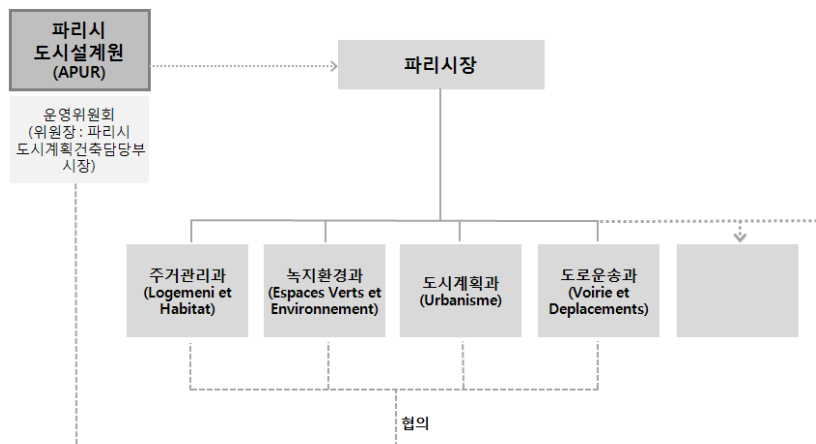 파리시
도시설계원
(APUR)
운영위원회
(위원장 : 파리시
도시계획건축담당부
시장)
파리시장
주거관리과
(Logemeni et
Habitat)
녹지환경과
(Espaces Verts et
Environnement)
도시계획과
(Urbanisme)
도로운송과
(Voirie et
Deplacements)
협의